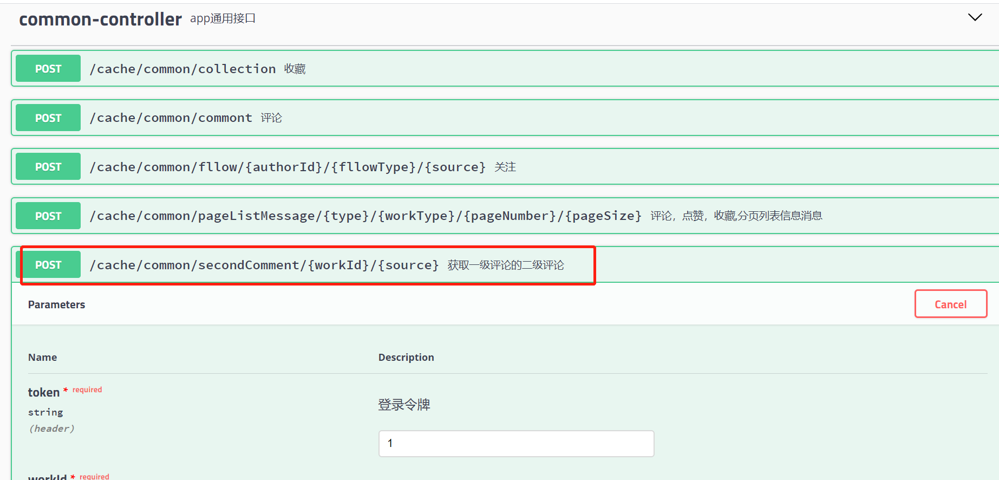 common-controller app通用接口
POST /cache/common/collection 收藏
POST /cache/common/commont 评论
POST /cache/common/fllow/{authorId}/{fllowType}/{source} 关注
POST /cache/common/pageListMessage/{type}/{workType}/{pageNumber}/{pageSize} 评论，点赞，收藏,分页列表信息消息
POST /cache/common/secondComment/{workId}/{source} 获取一级评论的二级评论
Parameters Cancel
Name Description
token * required
string
(header)
登录令牌
1
workId * required